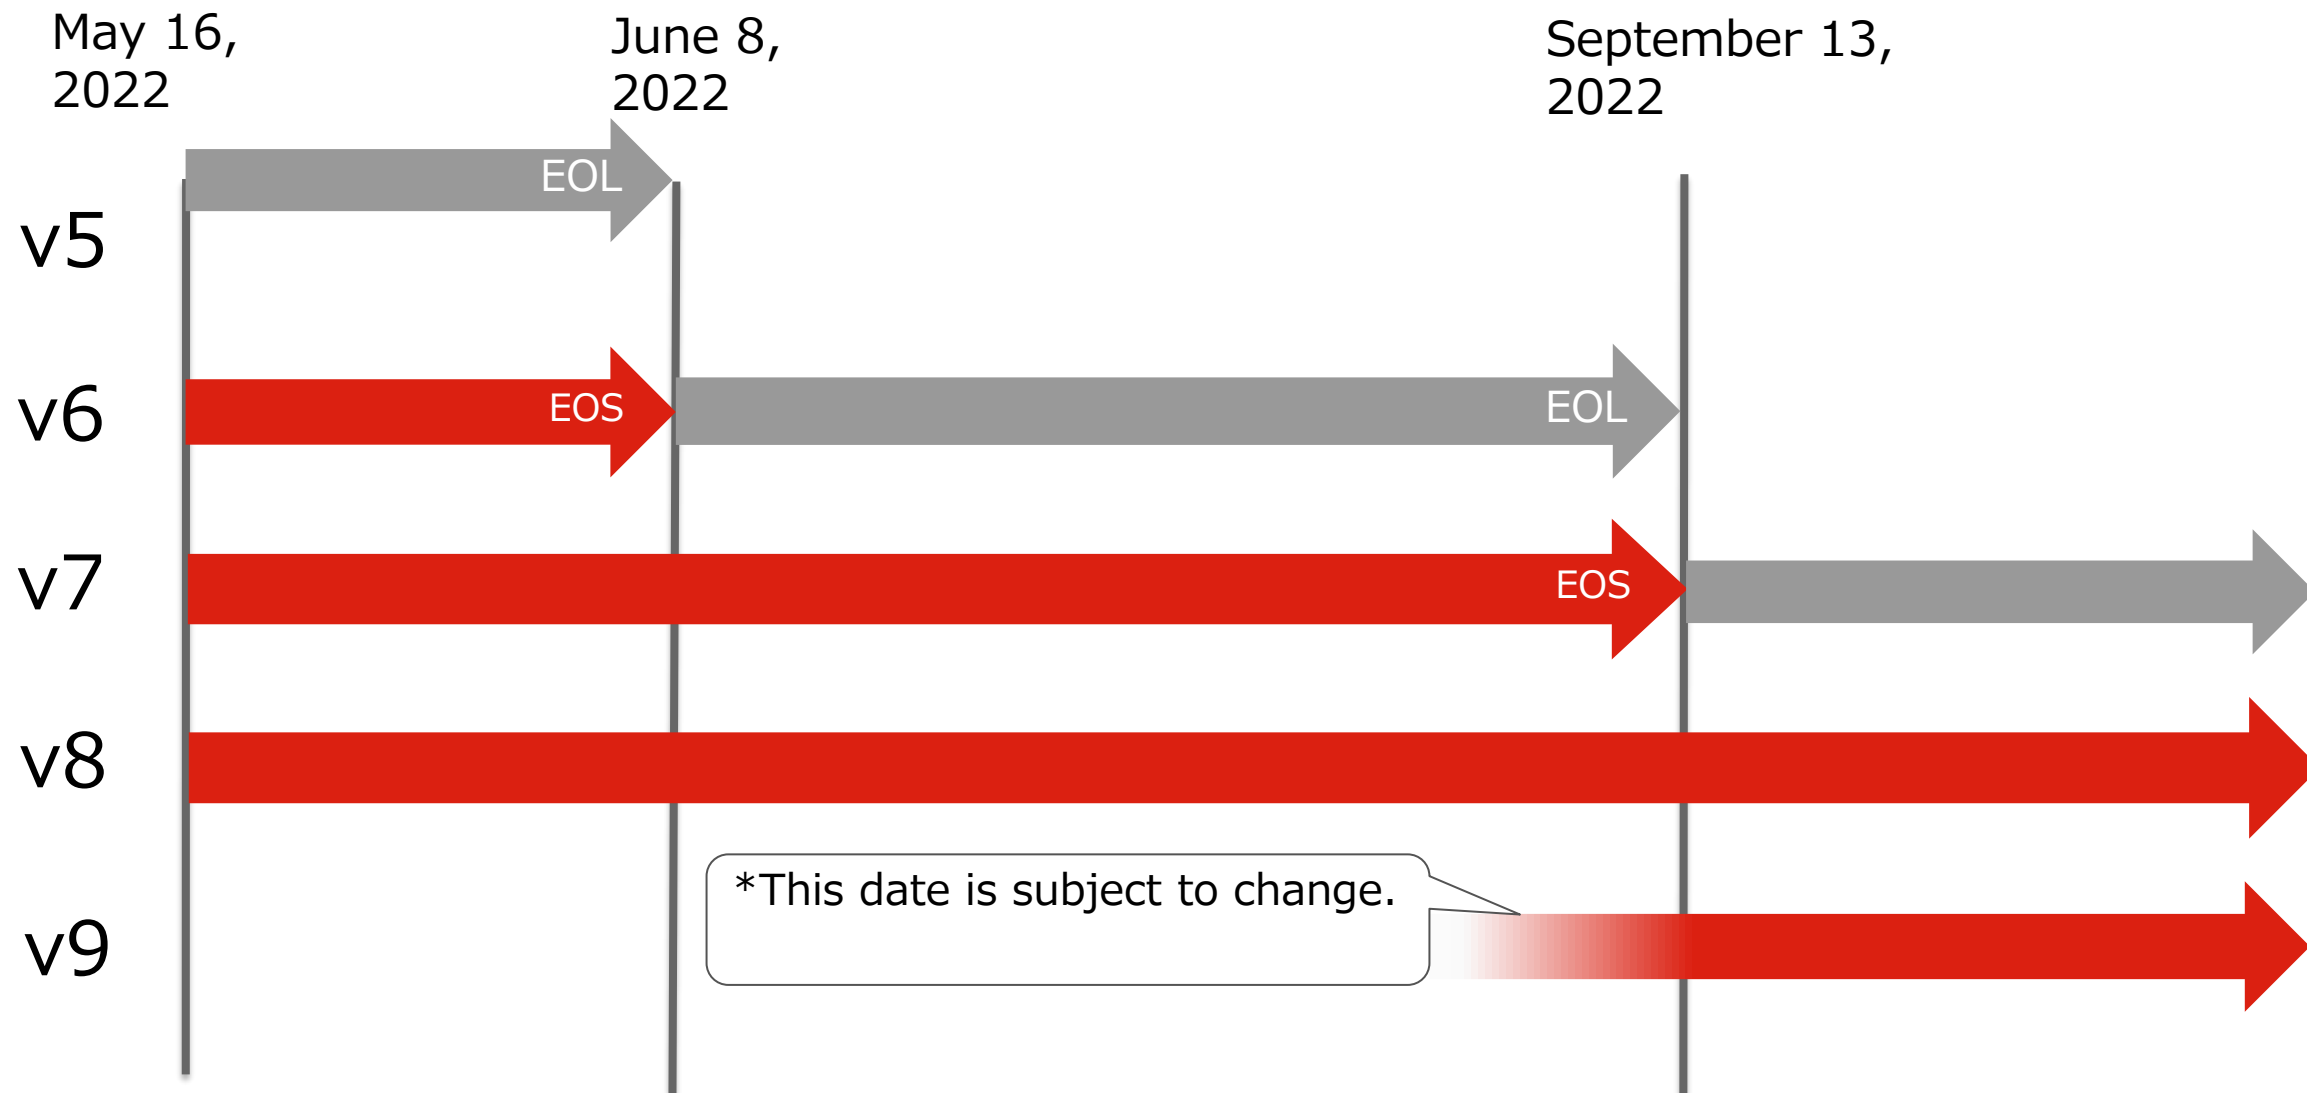 May 16,
2022
June 8,
2022
September 13,
2022
EOL
v5
v6
EOS
EOL
v7
EOS
v8
*This date is subject to change.
v9